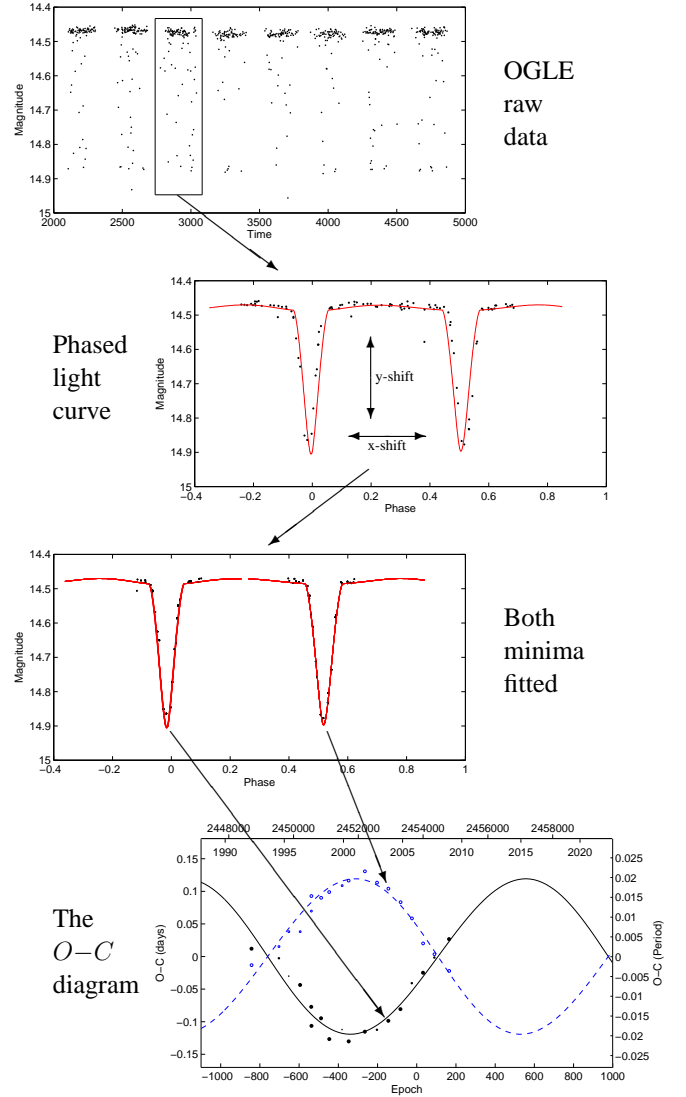 14.4
14.5
14.6
14.7
14.8
14.9
15
Magnitude
2000 2500 3000 3500 4000 4500 5000
Time
OGLE
raw
data
14.4
14.5
14.6
14.7
14.8
14.9
15
Magnitude
y-shift
x-shift
−0.4 −0.2 0 0.2 0.4 0.6 0.8 1
Phase
Phased
light
curve
14.4
14.5
14.6
14.7
14.8
14.9
15
Magnitude
−0.4 −0.2 0 0.2 0.4 0.6 0.8 1
Phase
Both
minima
fitted
2448000 2450000 2452000 2454000 2456000 2458000
1990 1995 2000 2005 2010 2015 2020
0.15
0.1
0.05
0
−0.05
−0.1
−0.15
O−C (days)
0.025
0.02
0.015
0.01
0.005
0
−0.005
−0.01
−0.015
−0.02
−0.025
O−C (Period)
−1000 −800 −600 −400 −200 0 200 400 600 800 1000
Epoch
The
O−C
diagram